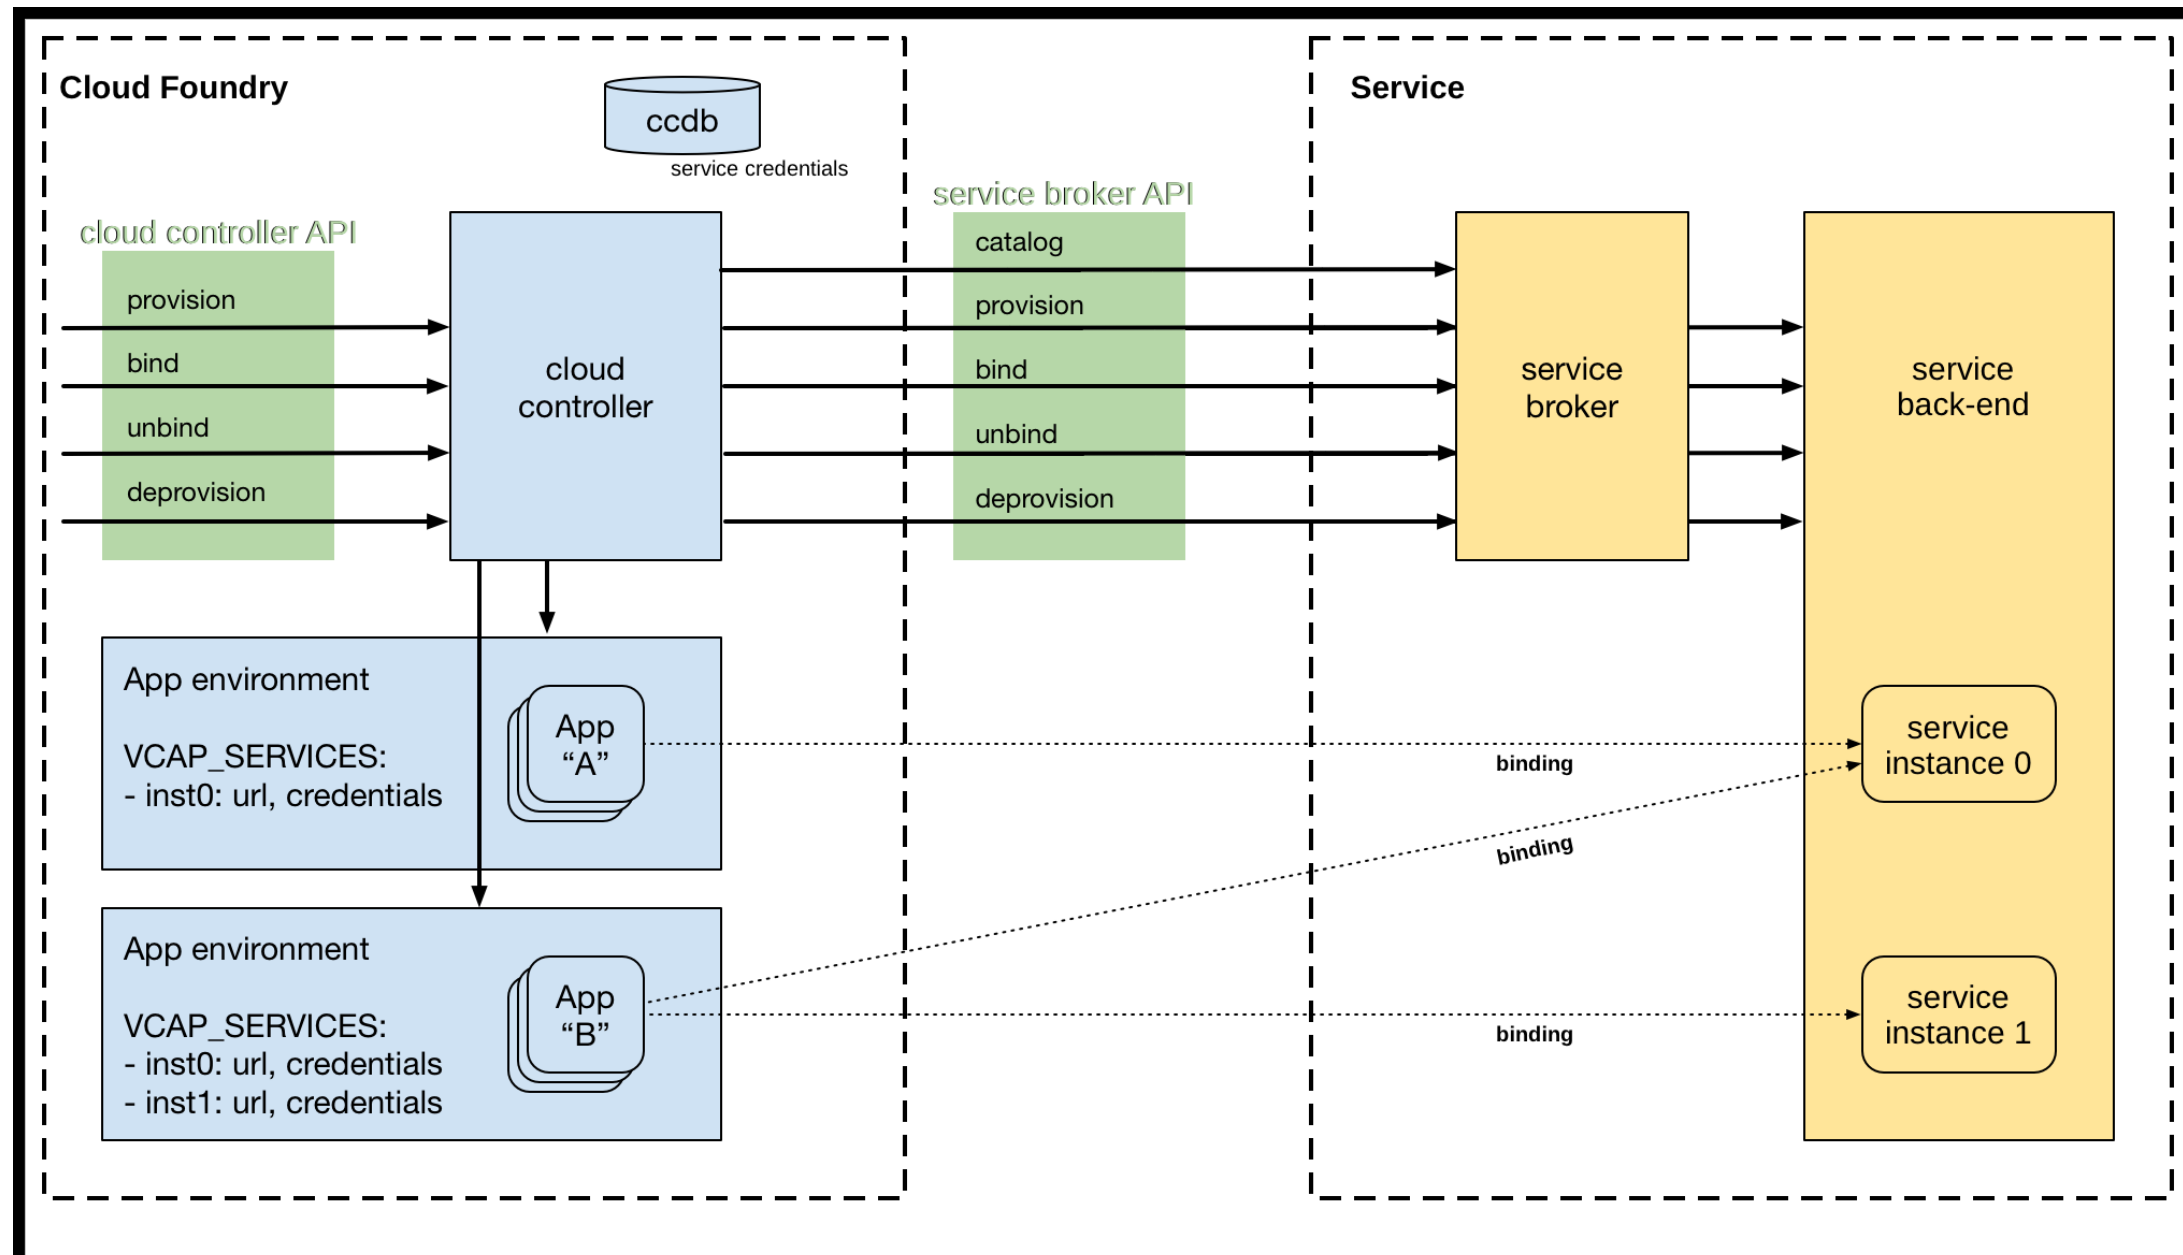 Cloud Foundry
ccdb
service credentials
cloud controller API
provision
bind
unbind
deprovision
cloud
controller
service broker API
catalog
provision
bind
unbind
deprovision
Service
service
broker
service
back-end
App environment
VCAP_SERVICES:
- inst0: url, credentials
App
“A”
binding
service
instance 0
binding
App environment
VCAP_SERVICES:
- inst0: url, credentials
- inst1: url, credentials
App
“B”
binding
service
instance 1